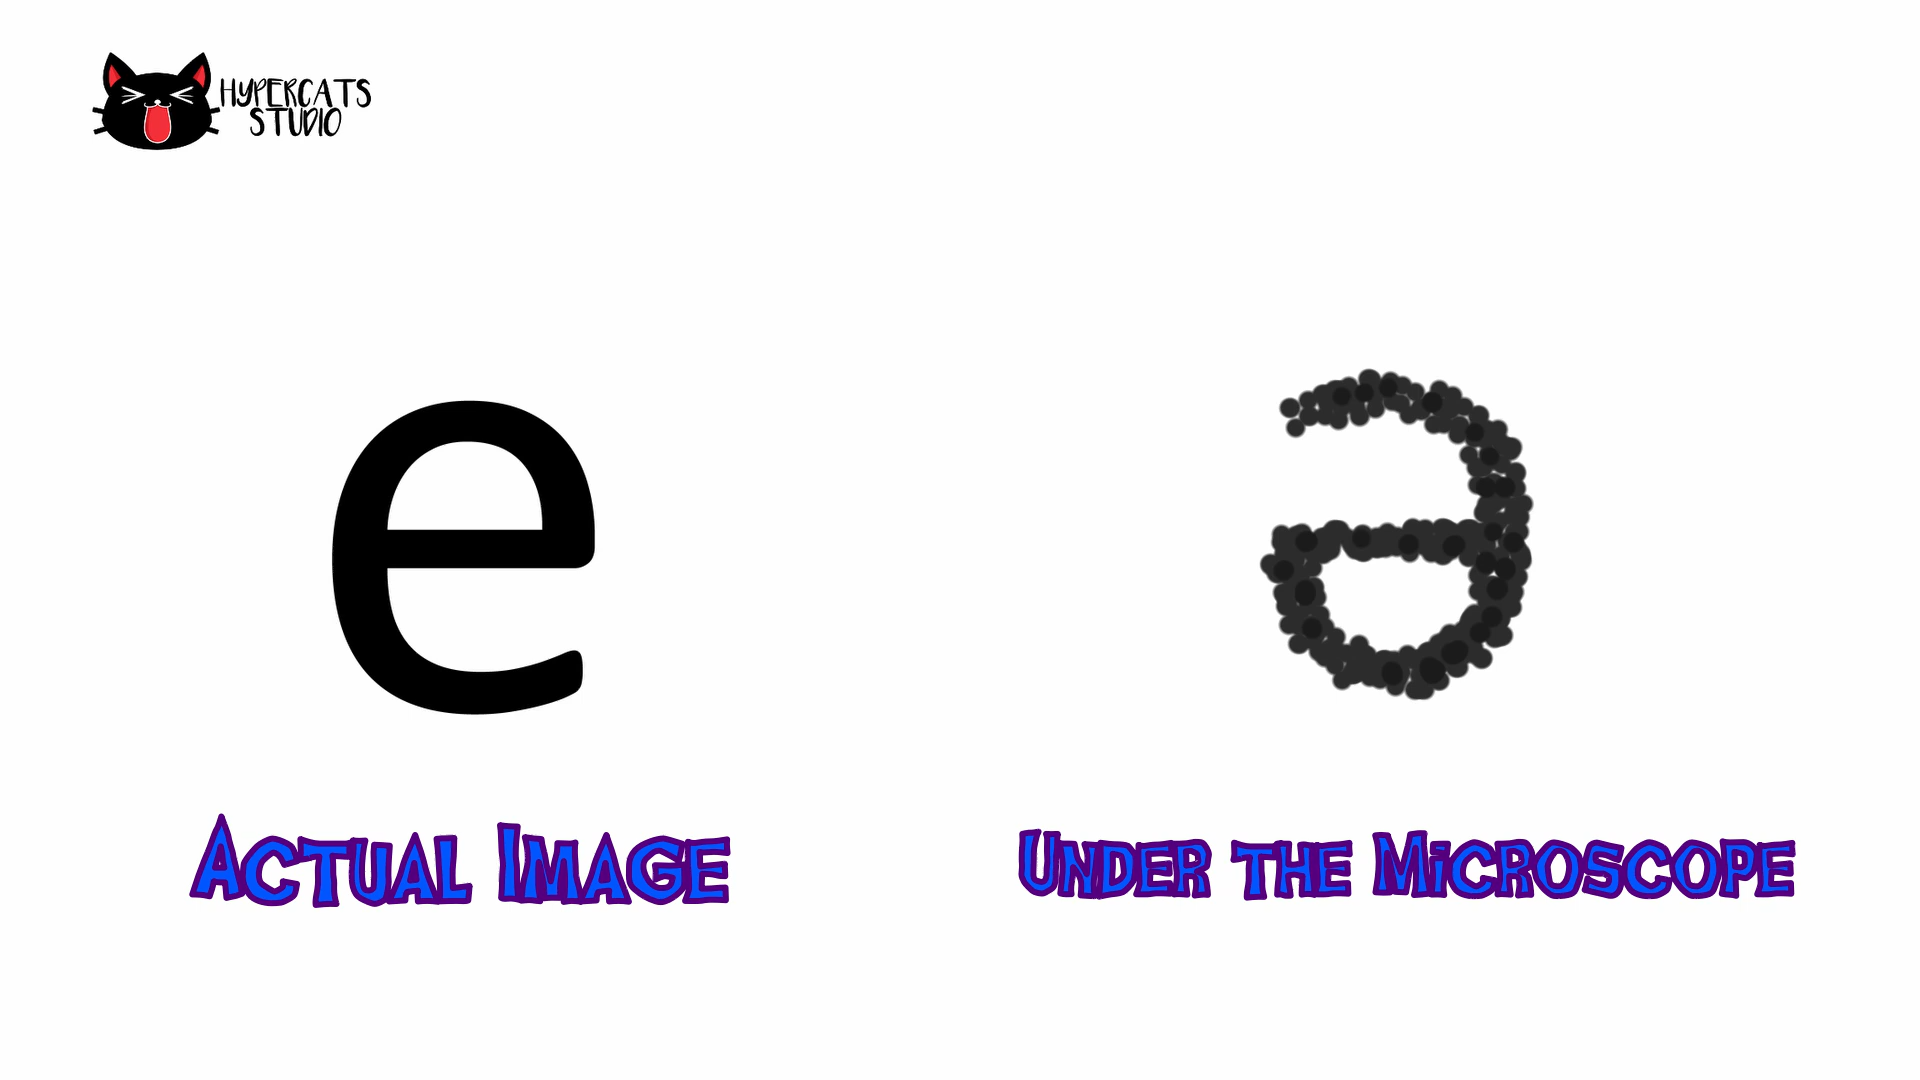 HYPERCATS
STUDIO
e
ə
ACTUAL IMAGE
UNDER THE MICROSCOPE